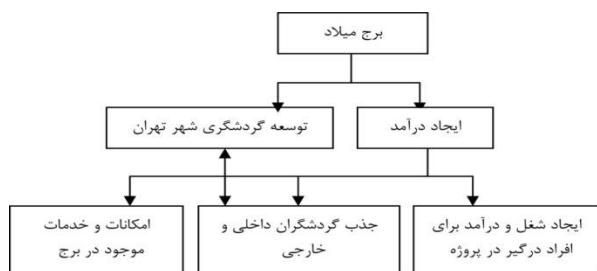 برج میلاد
ایجاد درآمد
توسعه گردشگری شهر تهران
ایجاد شغل و درآمد برای
افراد درگیر در پروژه
جذب گردشگران داخلی و
خارجی
امکانات و خدمات
موجود در برج